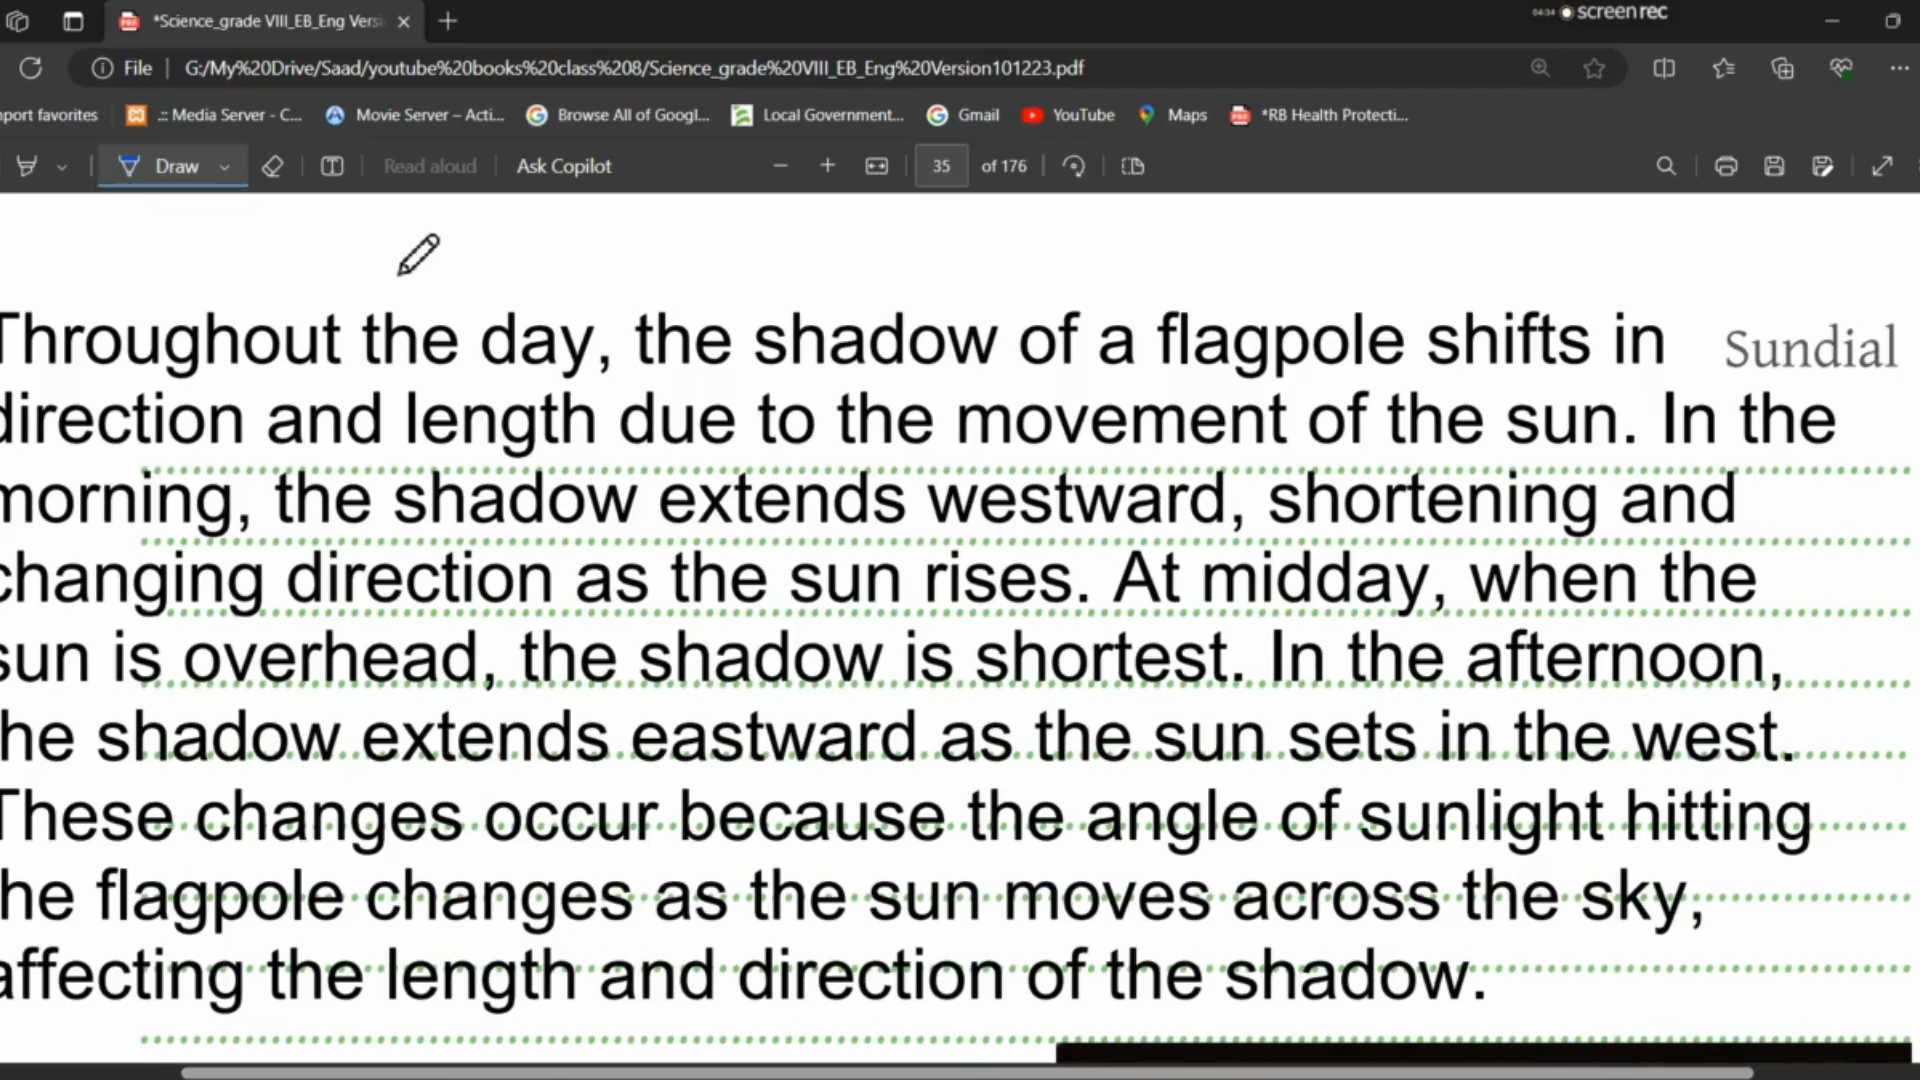 *Science_grade VIII_EB_Eng Versi
04:34 screenrec
File G:/My%20Drive/Saad/youtube%20books%20class%208/Science_grade%20VIII_EB_Eng%20Version101223.pdf
port favorites .:: Media Server - C... Movie Server – Acti... Browse All of Googl... Local Government... Gmail YouTube Maps *RB Health Protecti...
Draw Read aloud Ask Copilot 35 of 176
Throughout the day, the shadow of a flagpole shifts in Sundial
direction and length due to the movement of the sun. In the
morning, the shadow extends westward, shortening and
changing direction as the sun rises. At midday, when the
sun is overhead, the shadow is shortest. In the afternoon,
he shadow extends eastward as the sun sets in the west.
These changes occur because the angle of sunlight hitting
he flagpole changes as the sun moves across the sky,
affecting the length and direction of the shadow.